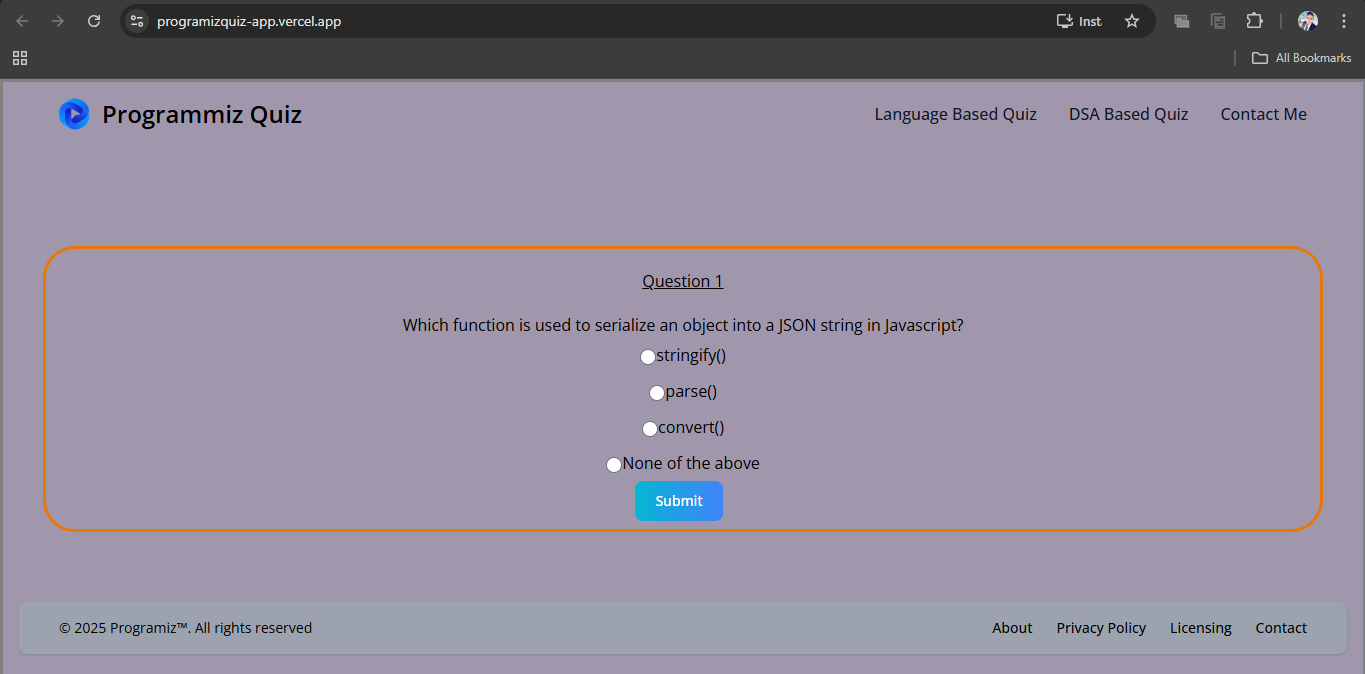 programizquiz-app.vercel.app
Inst
All Bookmarks
Programmiz Quiz
Language Based Quiz
DSA Based Quiz
Contact Me
Question 1
Which function is used to serialize an object into a JSON string in Javascript?
stringify()
parse()
convert()
None of the above
Submit
© 2025 Programiz™. All rights reserved
About
Privacy Policy
Licensing
Contact